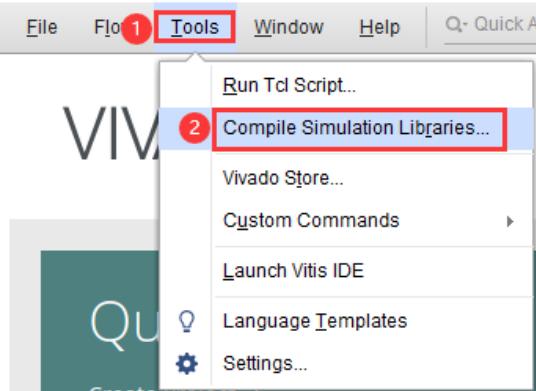 File Flo 1 Tools Window Help Quick A
VIV
Run Tcl Script...
2 Compile Simulation Libraries...
Vivado Store...
Custom Commands
Launch Vitis IDE
Qu
Language Templates
Settings...